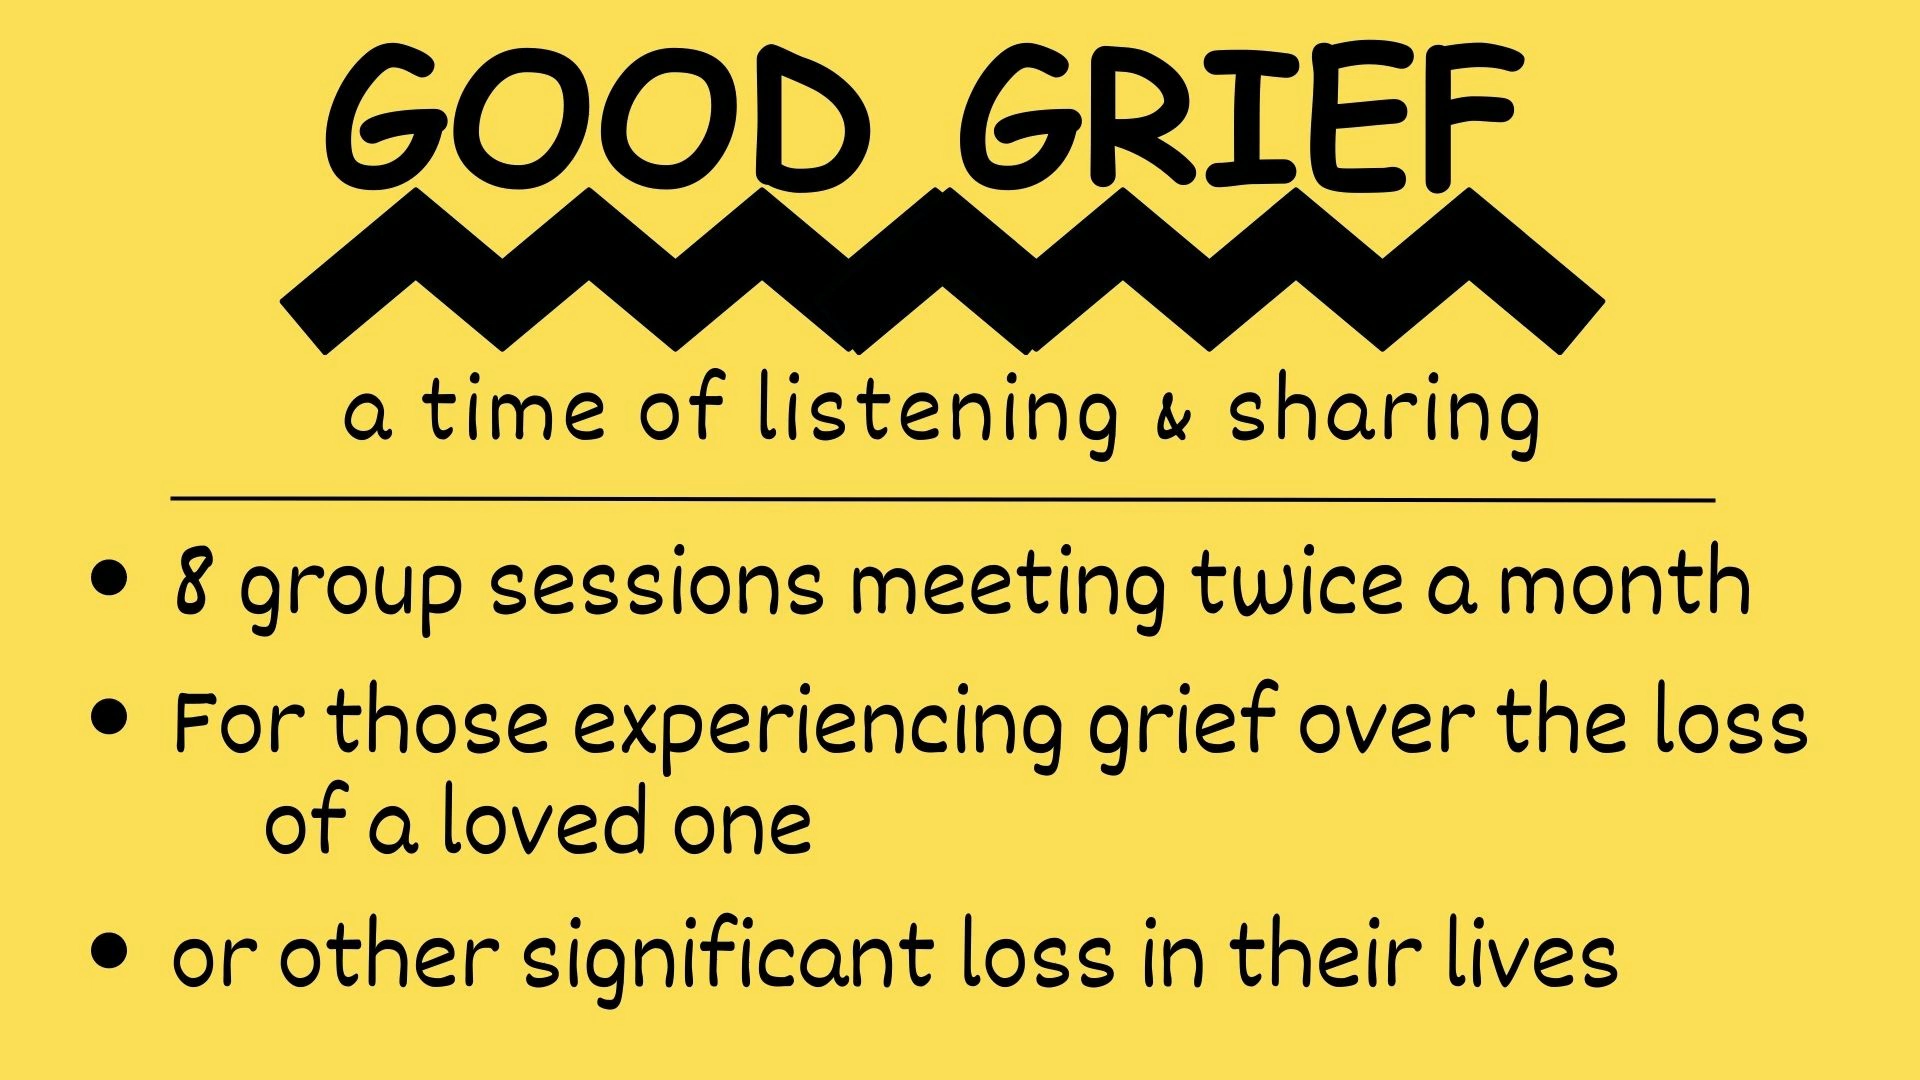 GOOD GRIEF
a time of listening & sharing
• 8 group sessions meeting twice a month
• For those experiencing grief over the loss
of a loved one
• or other significant loss in their lives